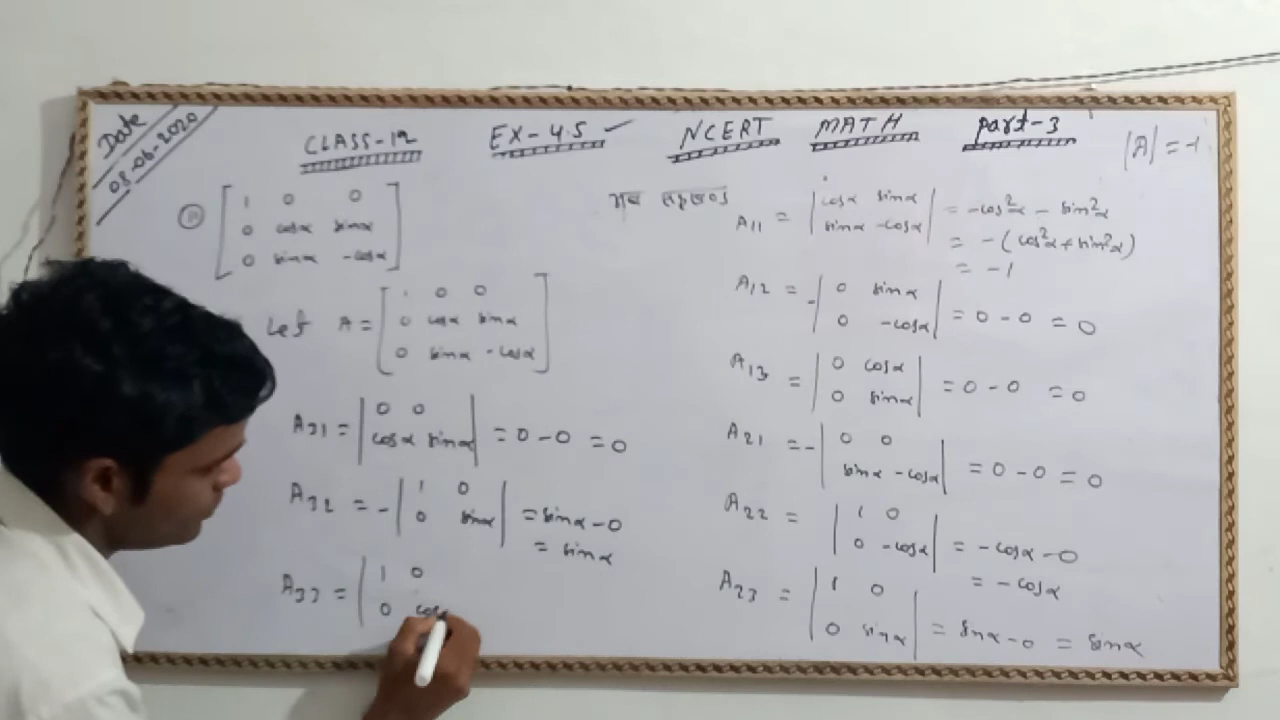 Date
08-06-2020
CLASS-12 EX-4.5 ✓ NCERT MATH Part-3
|A| = -1
⑪ [ 1 0 0
0 cosα sinα
0 sinα -cosα ]
Let A = [ 1 0 0
0 cosα sinα
0 sinα -cosα ]
A31 = | 0 0
cosα sinα | = 0 - 0 = 0
A32 = - | 1 0
0 sinα | = sinα - 0
= sinα
A33 = | 1 0
0 cos
A11 = | cosα sinα
sinα -cosα | = -cos²α - sin²α
= -(cos²α + sin²α)
= -1
A12 = - | 0 sinα
0 -cosα | = 0 - 0 = 0
A13 = | 0 cosα
0 sinα | = 0 - 0 = 0
A21 = - | 0 0
sinα -cosα | = 0 - 0 = 0
A22 = | 1 0
0 -cosα | = -cosα - 0
= -cosα
A23 = | 1 0
0 sinα | = sinα - 0 = sinα